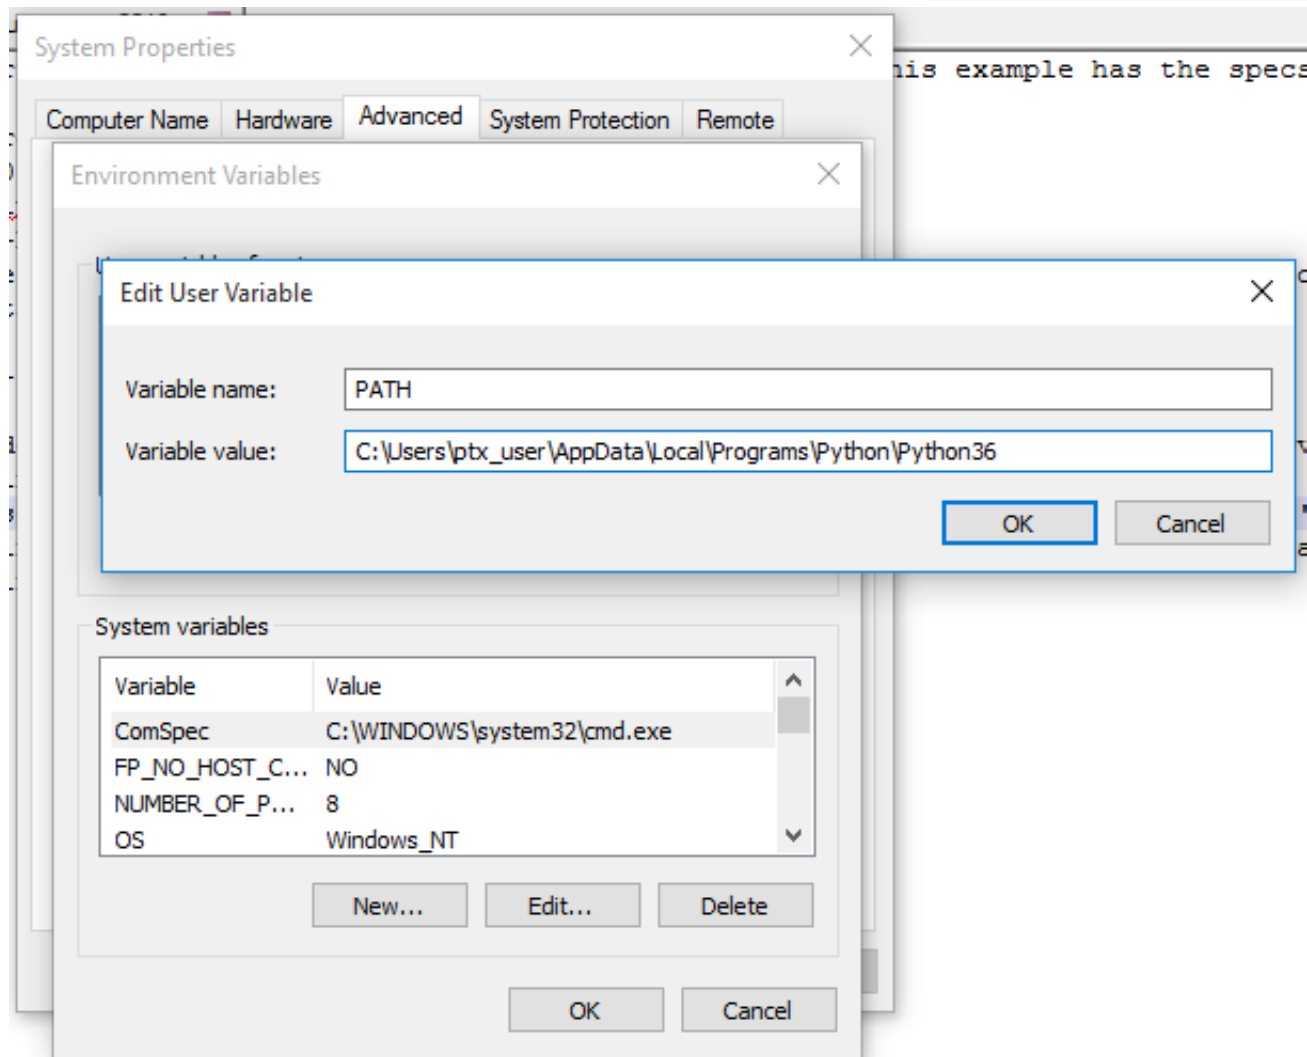 System Properties
his example has the specs
Computer Name Hardware Advanced System Protection Remote
Environment Variables
Edit User Variable
Variable name: PATH
Variable value: C:\Users\ptx_user\AppData\Local\Programs\Python\Python36
OK Cancel
System variables
Variable Value
ComSpec C:\WINDOWS\system32\cmd.exe
FP_NO_HOST_C... NO
NUMBER_OF_P... 8
OS Windows_NT
New... Edit... Delete
OK Cancel